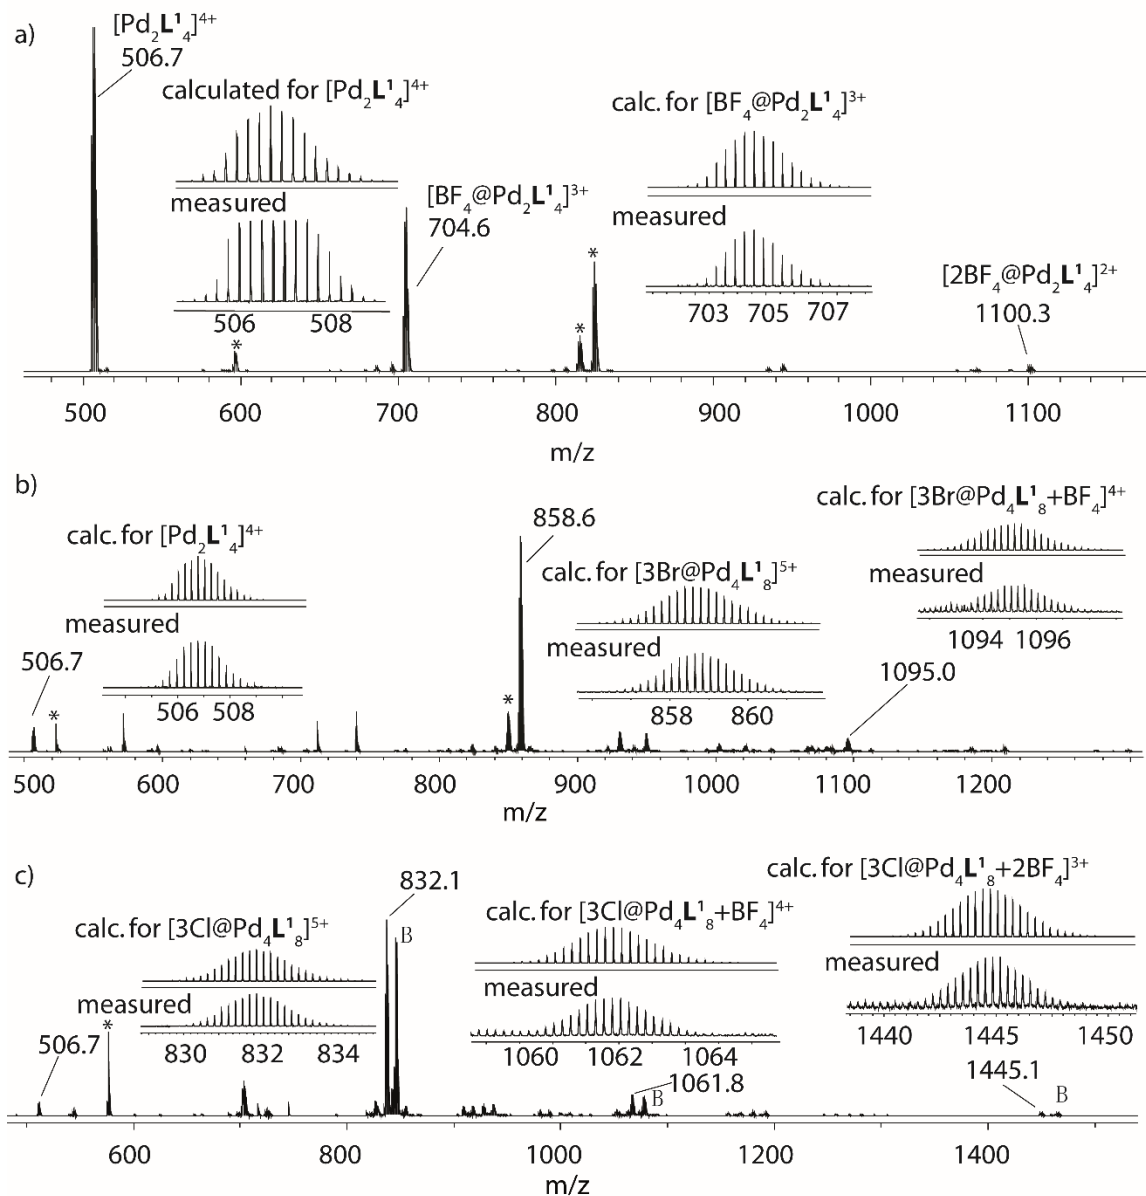 a)
[Pd₂L¹₄]⁴⁺
506.7
calculated for [Pd₂L¹₄]⁴⁺
measured
506 508
*
[BF₄@Pd₂L¹₄]³⁺
704.6
calc. for [BF₄@Pd₂L¹₄]³⁺
measured
703 705 707
*
*
[2BF₄@Pd₂L¹₄]²⁺
1100.3
500 600 700 800 900 1000 1100
m/z
b)
calc. for [Pd₂L¹₄]⁴⁺
measured
506.7
*
506 508
858.6
*
calc. for [3Br@Pd₄L¹₈]⁵⁺
measured
858 860
calc. for [3Br@Pd₄L¹₈+BF₄]⁴⁺
measured
1094 1096
1095.0
500 600 700 800 900 1000 1100 1200
m/z
c)
832.1
B
calc. for [3Cl@Pd₄L¹₈]⁵⁺
measured
506.7
*
830 832 834
calc. for [3Cl@Pd₄L¹₈+BF₄]⁴⁺
measured
1060 1062 1064
1061.8
B
calc. for [3Cl@Pd₄L¹₈+2BF₄]³⁺
measured
1440 1445 1450
1445.1
B
600 800 1000 1200 1400
m/z